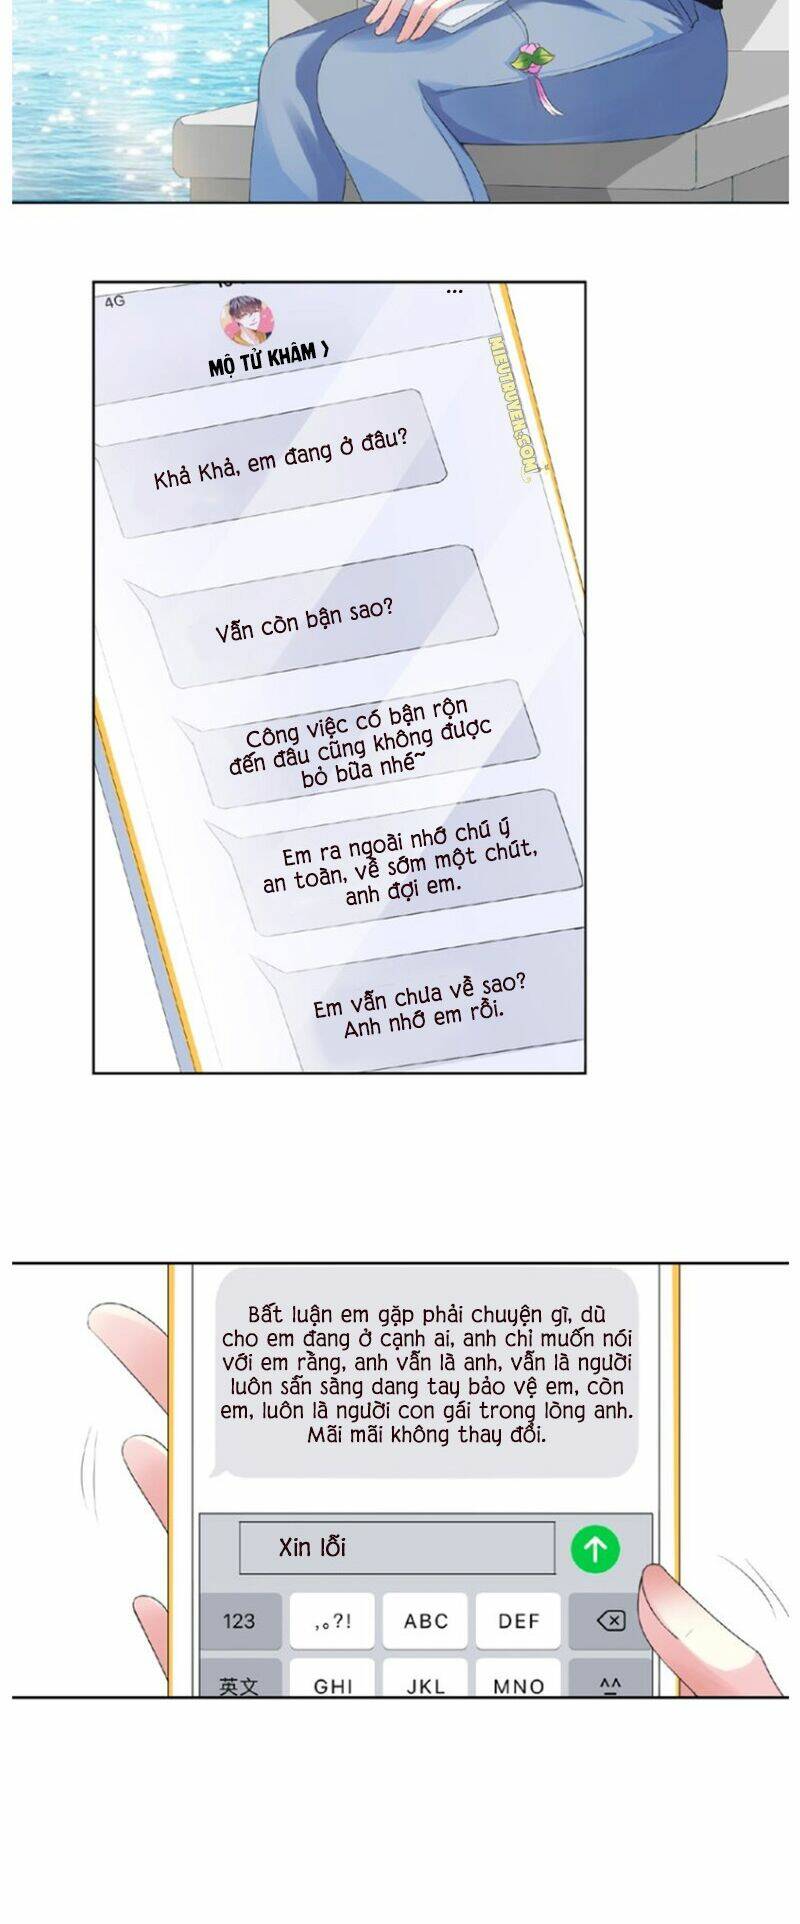 4G
...
MỘ TỬ KHÂM >
MIEUTRUYEN.COM
Khả Khả, em đang ở đâu?
Vẫn còn bận sao?
Công việc có bận rộn
đến đâu cũng không được
bỏ bữa nhé~
Em ra ngoài nhớ chú ý
an toàn, về sớm một chút,
anh đợi em.
Em vẫn chưa về sao?
Anh nhớ em rồi.
Bất luận em gặp phải chuyện gì, dù
cho em đang ở cạnh ai, anh chỉ muốn nói
với em rằng, anh vẫn là anh, vẫn là người
luôn sẵn sàng dang tay bảo vệ em, còn
em, luôn là người con gái trong lòng anh.
Mãi mãi không thay đổi.
Xin lỗi
123 ,。?! ABC DEF
英文 GHI JKL MNO ^^